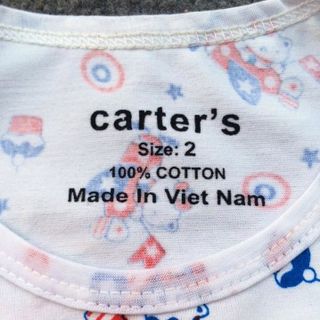 carter's
Size: 2
100% COTTON
Made In Viet Nam